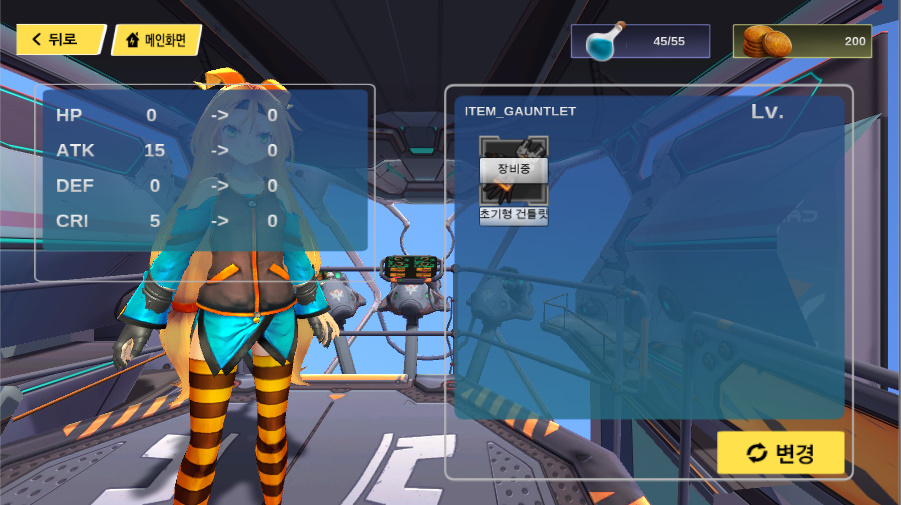 뒤로
메인화면
45/55
200
HP 0 -> 0
ATK 15 -> 0
DEF 0 -> 0
CRI 5 -> 0
ITEM_GAUNTLET
Lv.
장비중
초기형 건틀릿
변경